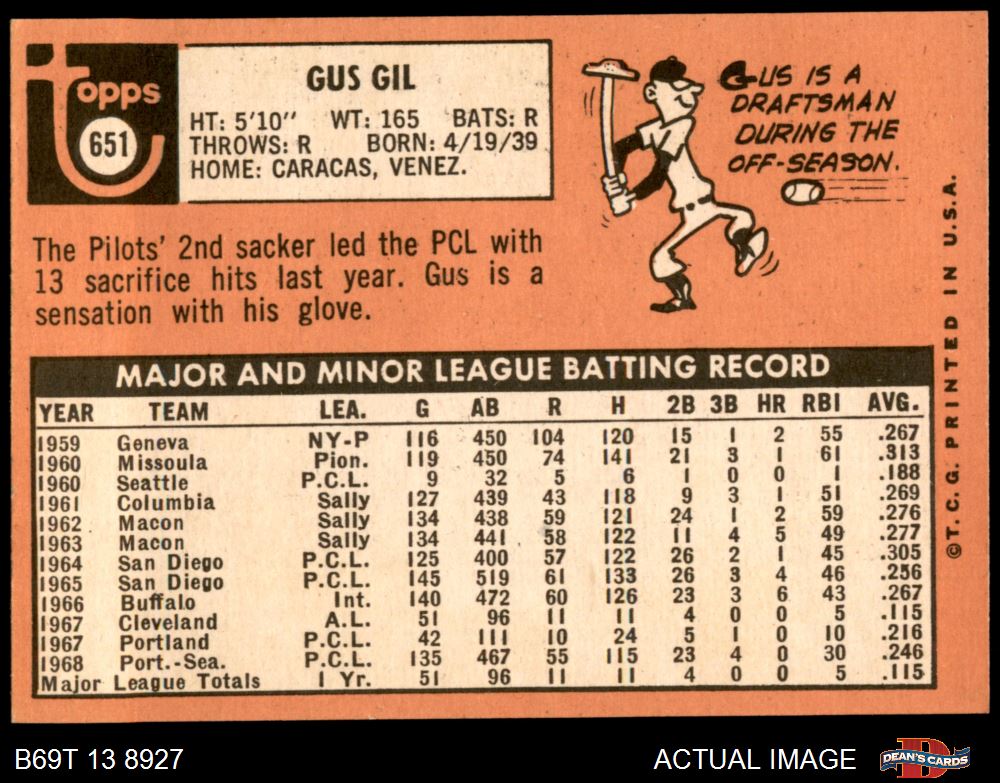 Topps
651
GUS GIL
HT: 5'10" WT: 165 BATS: R
THROWS: R BORN: 4/19/39
HOME: CARACAS, VENEZ.
GUS IS A
DRAFTSMAN
DURING THE
OFF-SEASON.
The Pilots' 2nd sacker led the PCL with
13 sacrifice hits last year. Gus is a
sensation with his glove.
MAJOR AND MINOR LEAGUE BATTING RECORD
YEAR TEAM LEA. G AB R H 2B 3B HR RBI AVG.
1959 Geneva NY-P 116 450 104 120 15 1 2 55 .267
1960 Missoula Pion. 119 450 74 141 21 3 1 61 .313
1960 Seattle P.C.L. 9 32 5 6 1 0 0 1 .188
1961 Columbia Sally 127 439 43 118 9 3 1 51 .269
1962 Macon Sally 134 438 59 121 24 1 2 59 .276
1963 Macon Sally 134 441 58 122 11 4 5 49 .277
1964 San Diego P.C.L. 125 400 57 122 26 2 1 45 .305
1965 San Diego P.C.L. 145 519 61 133 26 3 4 46 .256
1966 Buffalo Int. 140 472 60 126 23 3 6 43 .267
1967 Cleveland A.L. 51 96 11 11 4 0 0 5 .115
1967 Portland P.C.L. 42 111 10 24 5 1 0 10 .216
1968 Port.-Sea. P.C.L. 135 467 55 115 23 4 0 30 .246
Major League Totals 1 Yr. 51 96 11 11 4 0 0 5 .115
©T.C.G. PRINTED IN U.S.A.
B69T 13 8927
ACTUAL IMAGE
DEAN'S CARDS